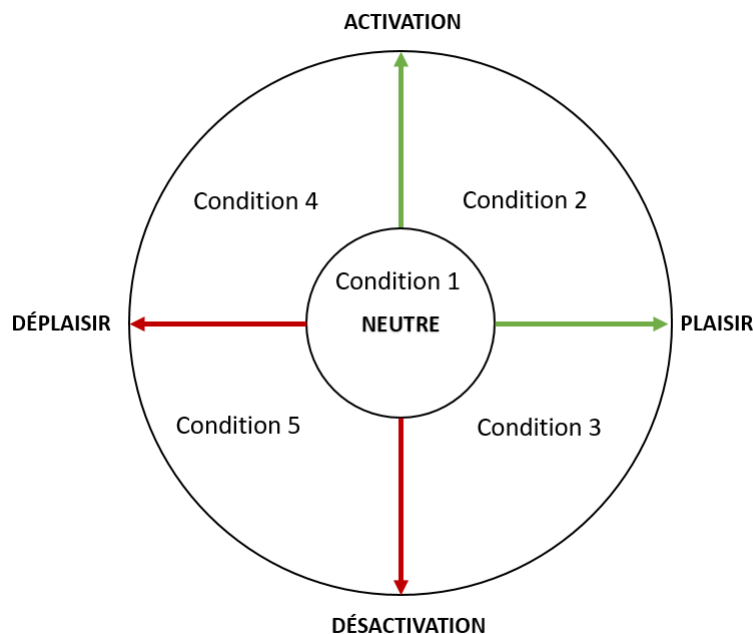 ACTIVATION
Condition 4
Condition 2
Condition 1
DÉPLAISIR
NEUTRE
PLAISIR
Condition 5
Condition 3
DÉSACTIVATION